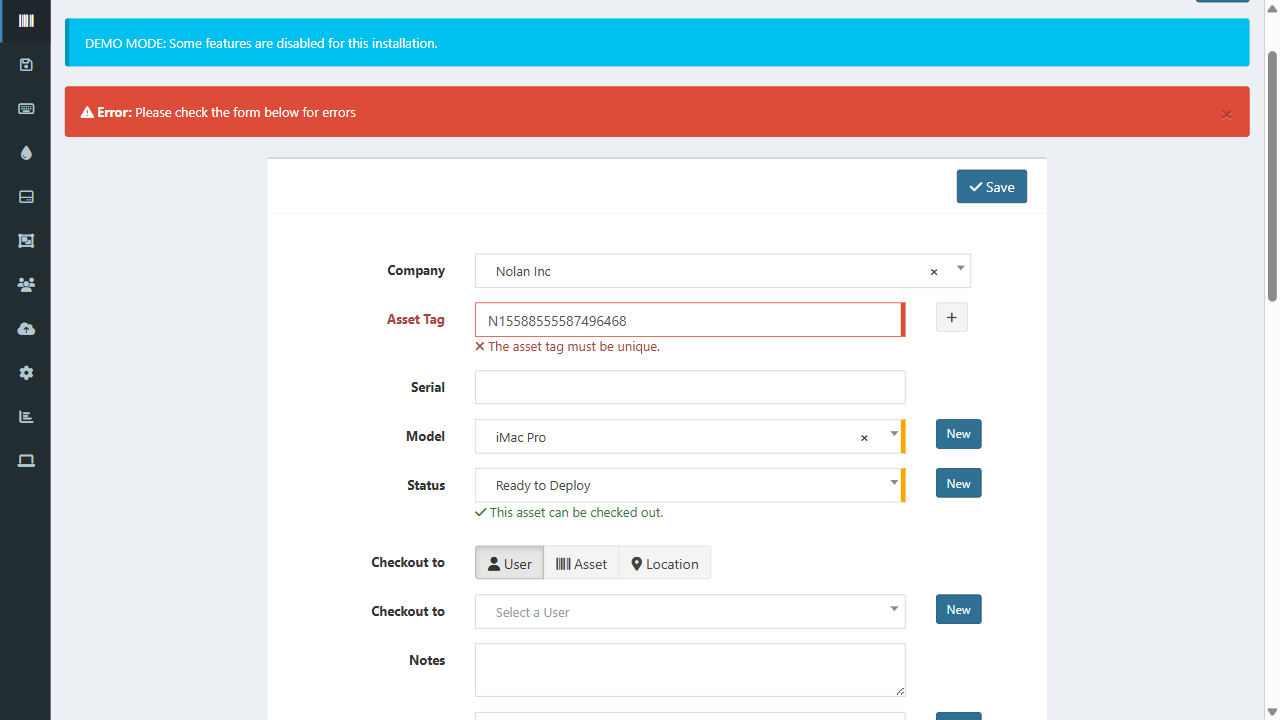 DEMO MODE: Some features are disabled for this installation.
Error: Please check the form below for errors
×
Save
Company
Nolan Inc
×
Asset Tag
N15588555587496468
The asset tag must be unique.
Serial
Model
iMac Pro
×
New
Status
Ready to Deploy
New
This asset can be checked out.
Checkout to
User
Asset
Location
Checkout to
Select a User
New
Notes